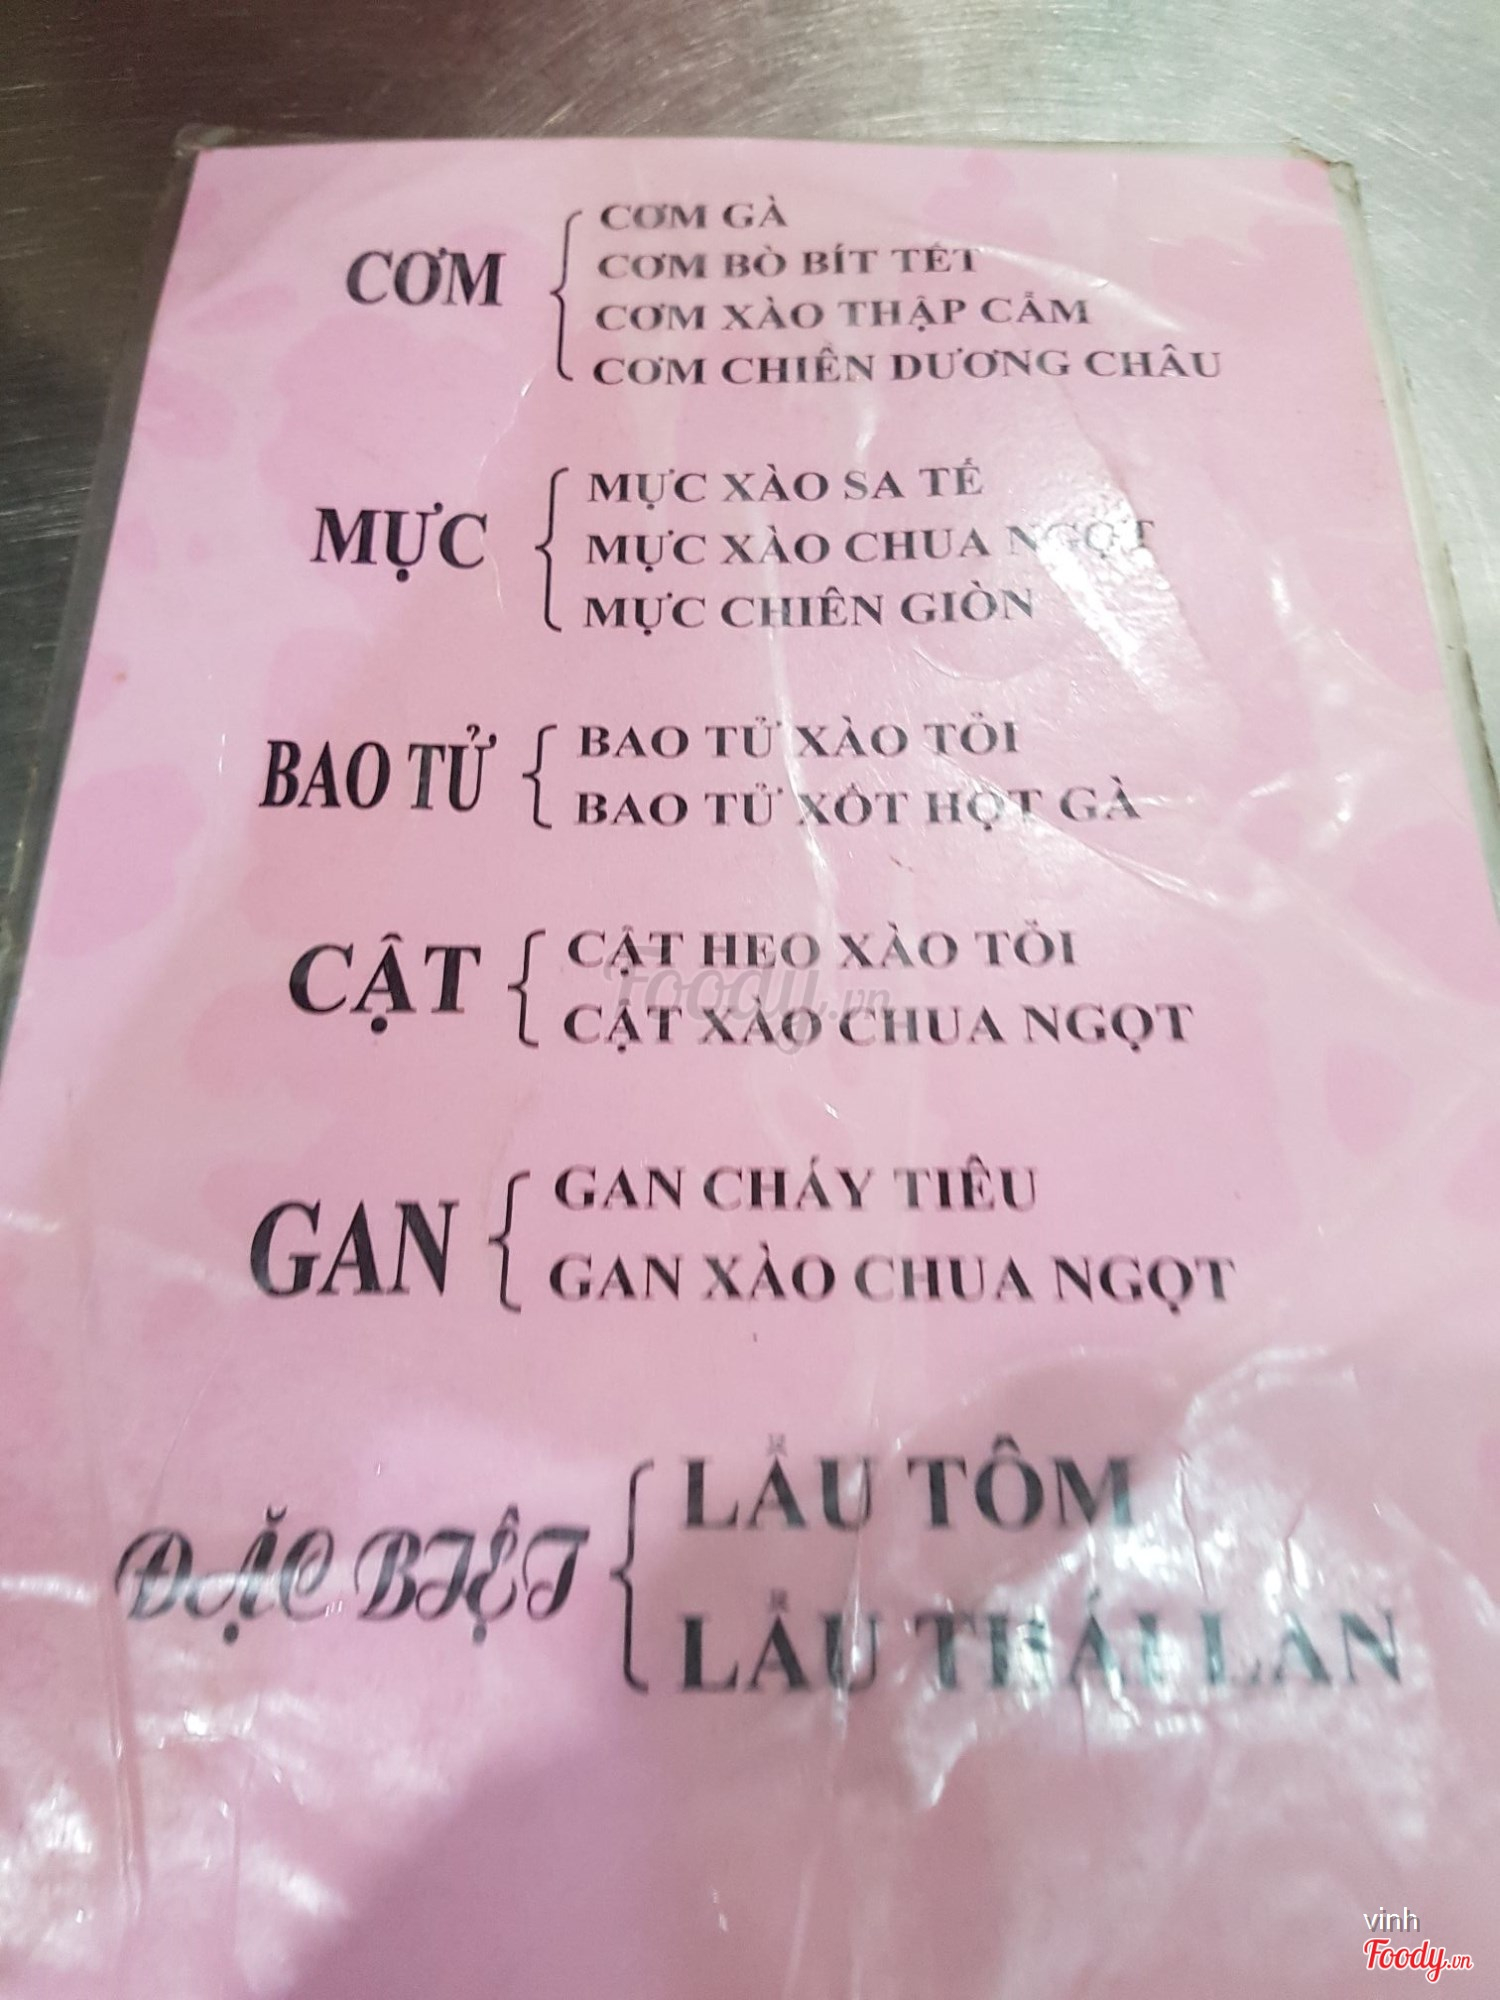 CƠM
CƠM GÀ
CƠM BÒ BÍT TẾT
CƠM XÀO THẬP CẨM
CƠM CHIÊN DƯƠNG CHÂU
MỰC
MỰC XÀO SA TẾ
MỰC XÀO CHUA NGỌT
MỰC CHIÊN GIÒN
BAO TỬ
BAO TỬ XÀO TỎI
BAO TỬ XỐT HỘT GÀ
CẬT
CẬT HEO XÀO TỎI
CẬT XÀO CHUA NGỌT
GAN
GAN CHÁY TIÊU
GAN XÀO CHUA NGỌT
ĐẶC BIỆT
LẨU TÔM
LẨU THÁI LAN
Foody.vn
vinh
Foody.vn